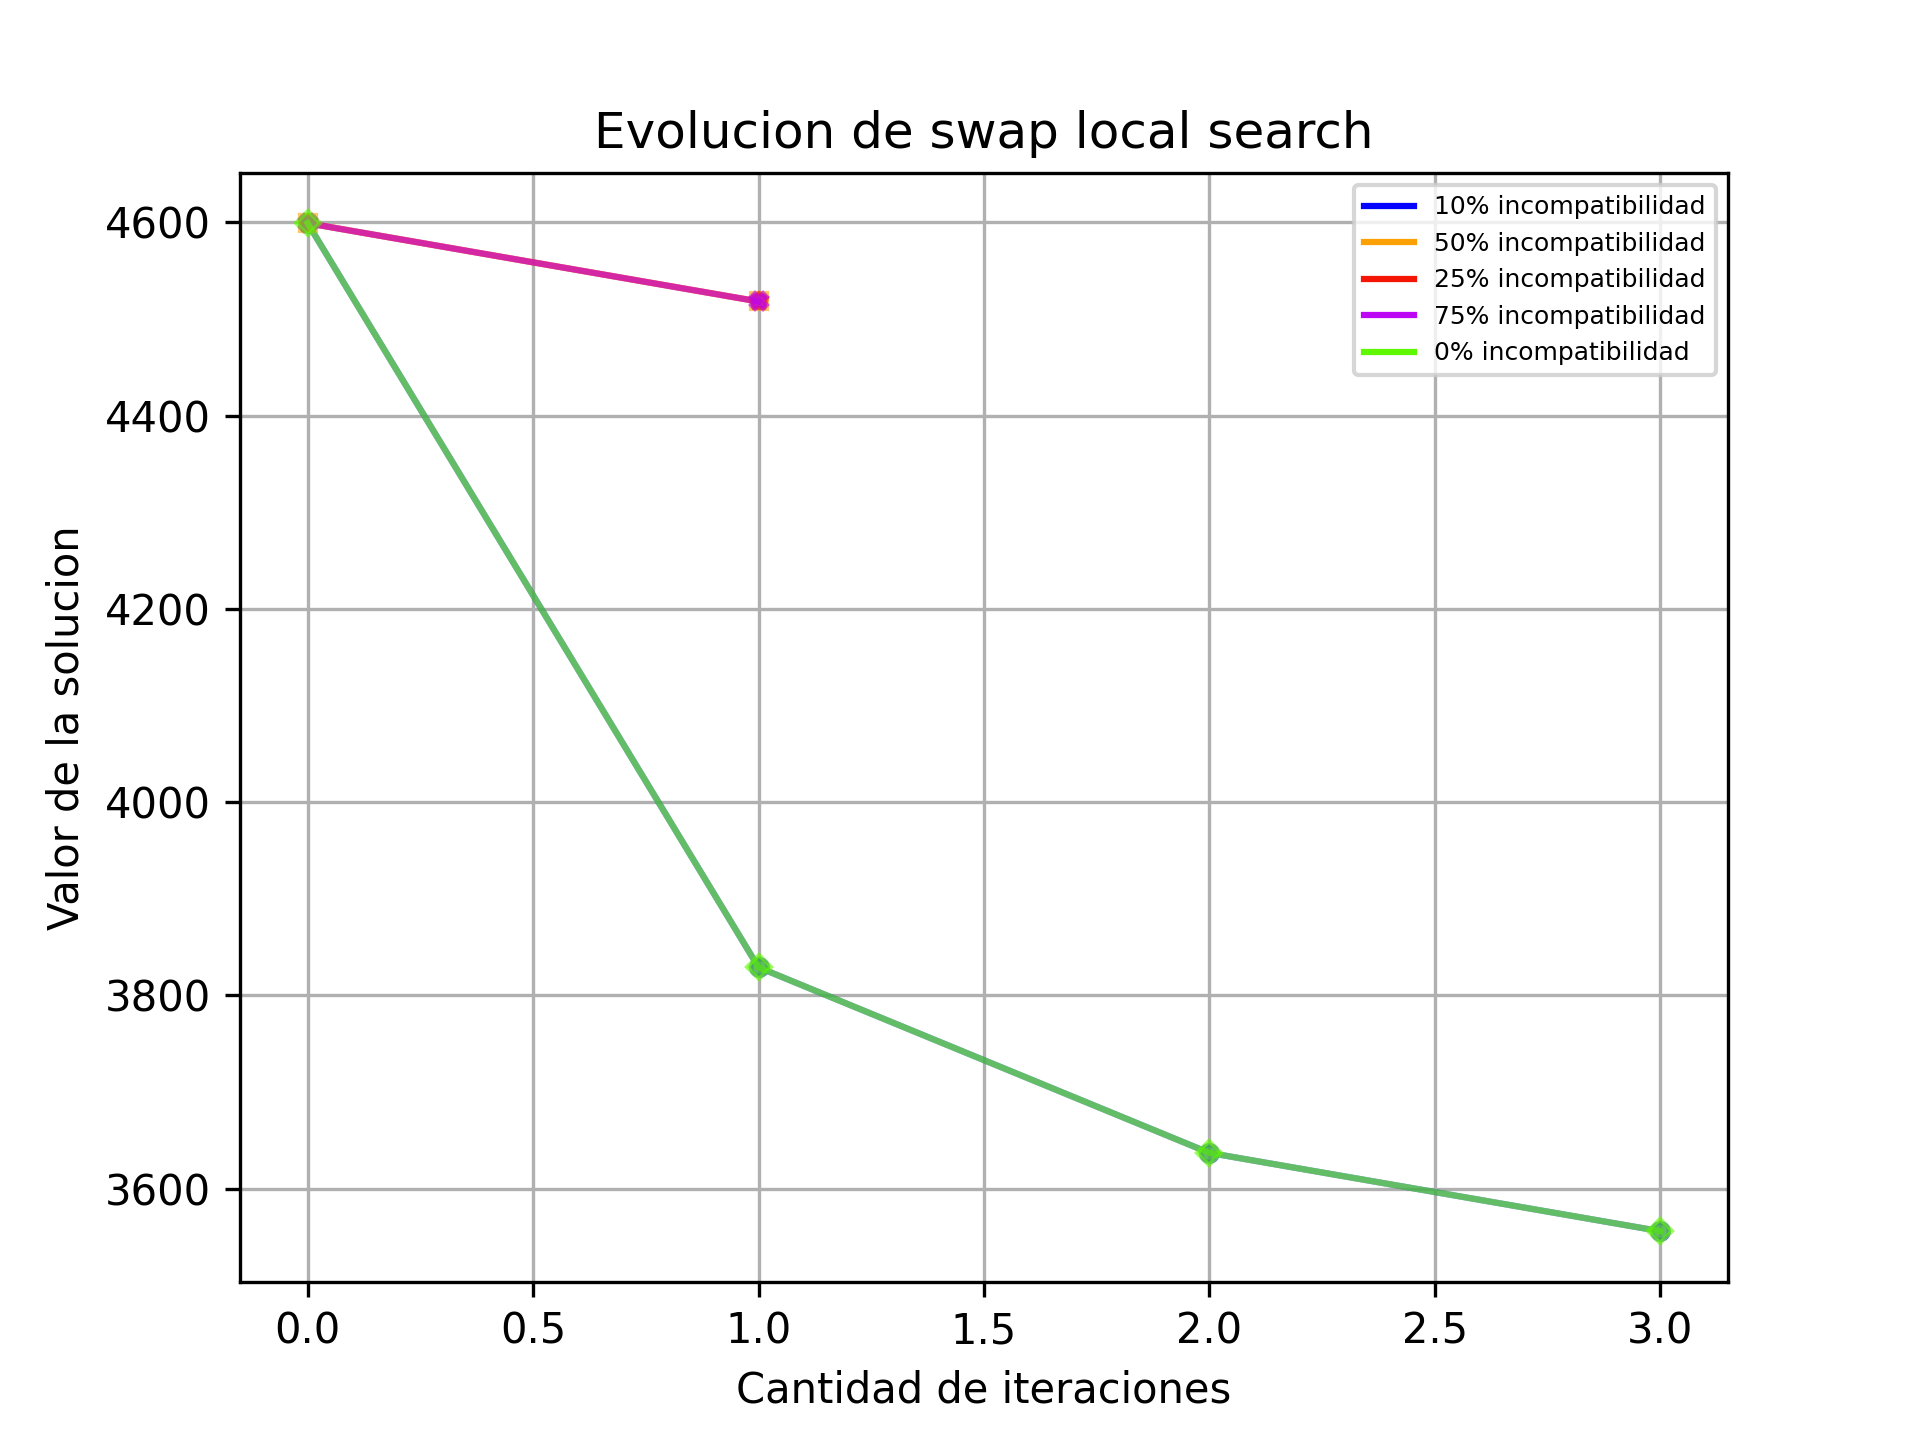 Evolucion de swap local search
10% incompatibilidad
50% incompatibilidad
25% incompatibilidad
75% incompatibilidad
0% incompatibilidad
Valor de la solucion
4600
4400
4200
4000
3800
3600
0.0 0.5 1.0 1.5 2.0 2.5 3.0
Cantidad de iteraciones